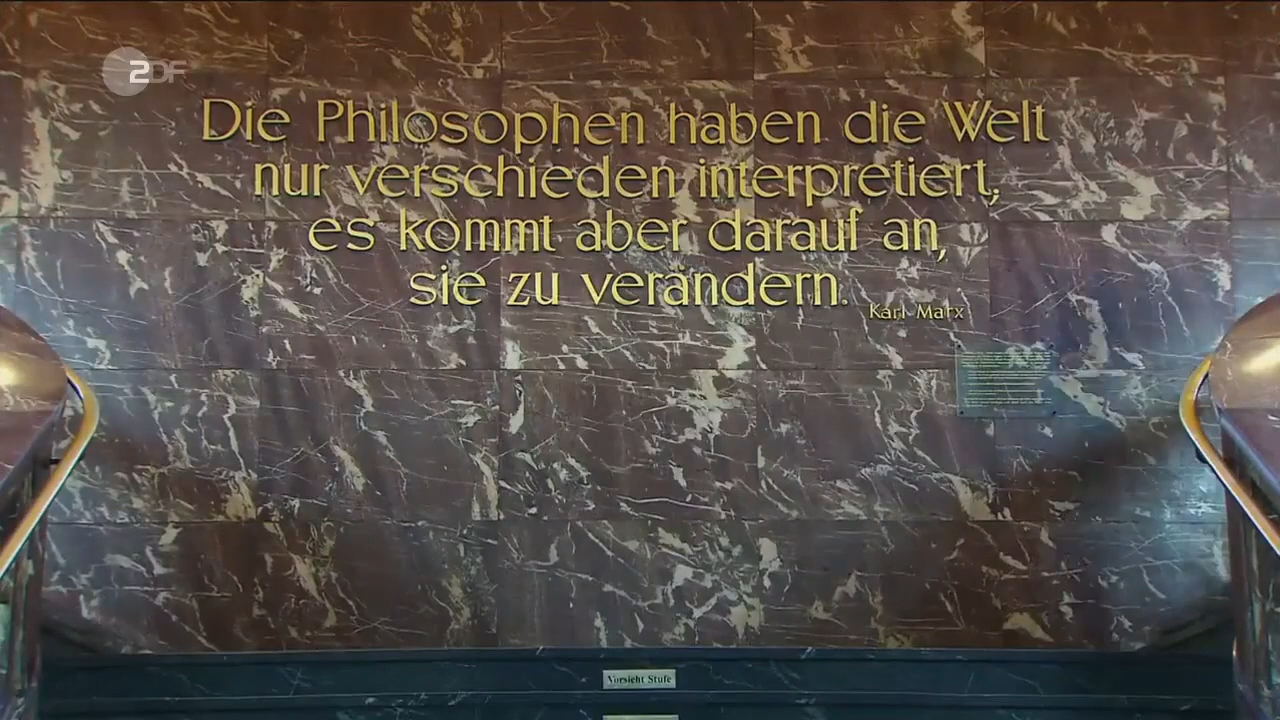 ZDF
Die Philosophen haben die Welt
nur verschieden interpretiert;
es kommt aber darauf an,
sie zu verändern.
Karl Marx
Vorsicht Stufe